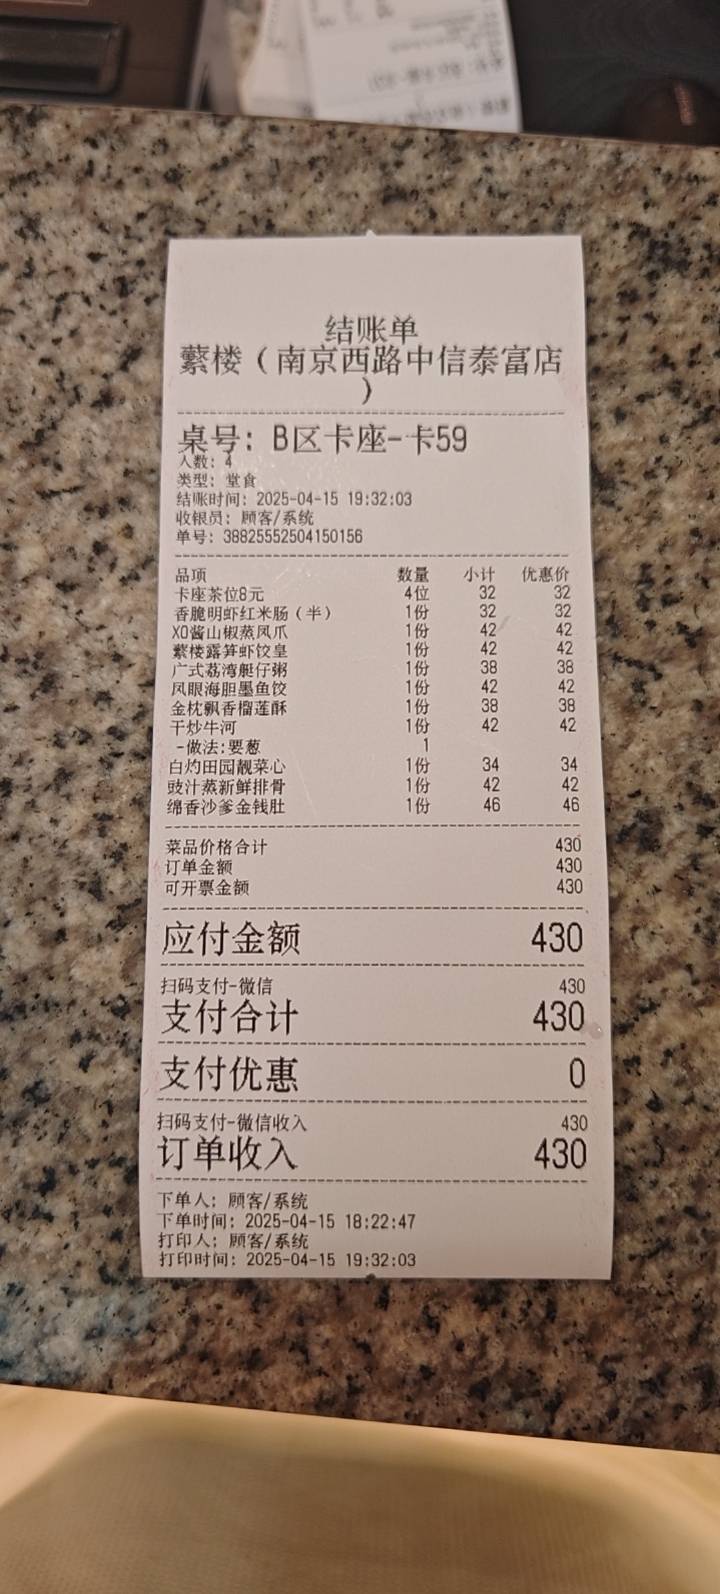 结账单
蘩楼（南京西路中信泰富店
）
桌号: B区卡座-卡59
人数: 4
类型: 堂食
结账时间: 2025-04-15 19:32:03
收银员: 顾客/系统
单号: 38825552504150156
品项 数量 小计 优惠价
卡座茶位8元 4位 32 32
香脆明虾红米肠（半） 1份 32 32
XO酱山椒蒸凤爪 1份 42 42
蘩楼露笋虾饺皇 1份 42 42
广式荔湾艇仔粥 1份 38 38
凤眼海胆墨鱼饺 1份 42 42
金枕飘香榴莲酥 1份 38 38
干炒牛河 1份 42 42
-做法:要葱 1
白灼田园靓菜心 1份 34 34
豉汁蒸新鲜排骨 1份 42 42
绵香沙爹金钱肚 1份 46 46
菜品价格合计 430
订单金额 430
可开票金额 430
应付金额 430
扫码支付-微信 430
支付合计 430
支付优惠 0
扫码支付-微信收入 430
订单收入 430
下单人: 顾客/系统
下单时间: 2025-04-15 18:22:47
打印人: 顾客/系统
打印时间: 2025-04-15 19:32:03